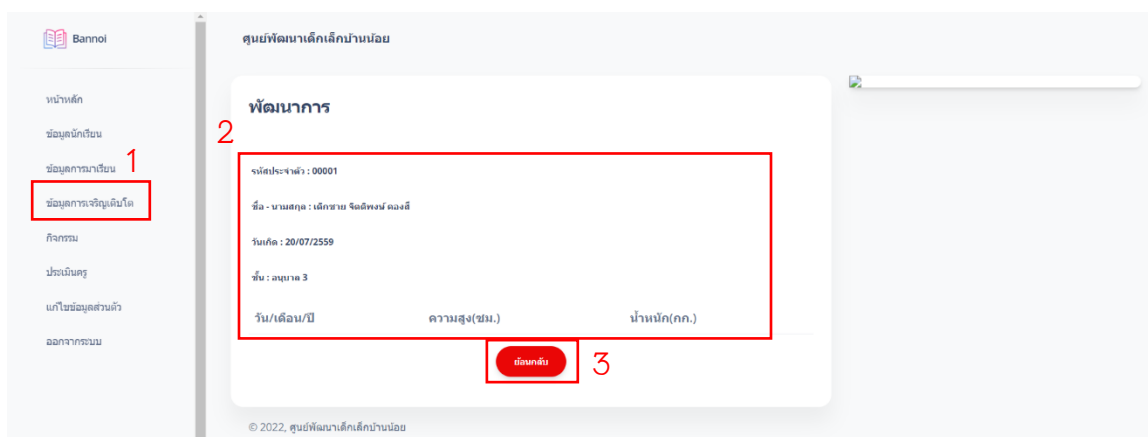 Bannoi
ศูนย์พัฒนาเด็กเล็กบ้านน้อย
หน้าหลัก
ข้อมูลนักเรียน
ข้อมูลการมาเรียน
1
ข้อมูลการเจริญเติบโต
กิจกรรม
ประเมินครู
แก้ไขข้อมูลส่วนตัว
ออกจากระบบ
พัฒนาการ
2
รหัสประจำตัว : 00001
ชื่อ - นามสกุล : เด็กชาย จิตติพงษ์ คงสี
วันเกิด : 20/07/2559
ชั้น : อนุบาล 3
วัน/เดือน/ปี ความสูง(ซม.) น้ำหนัก(กก.)
ย้อนกลับ
3
© 2022, ศูนย์พัฒนาเด็กเล็กบ้านน้อย